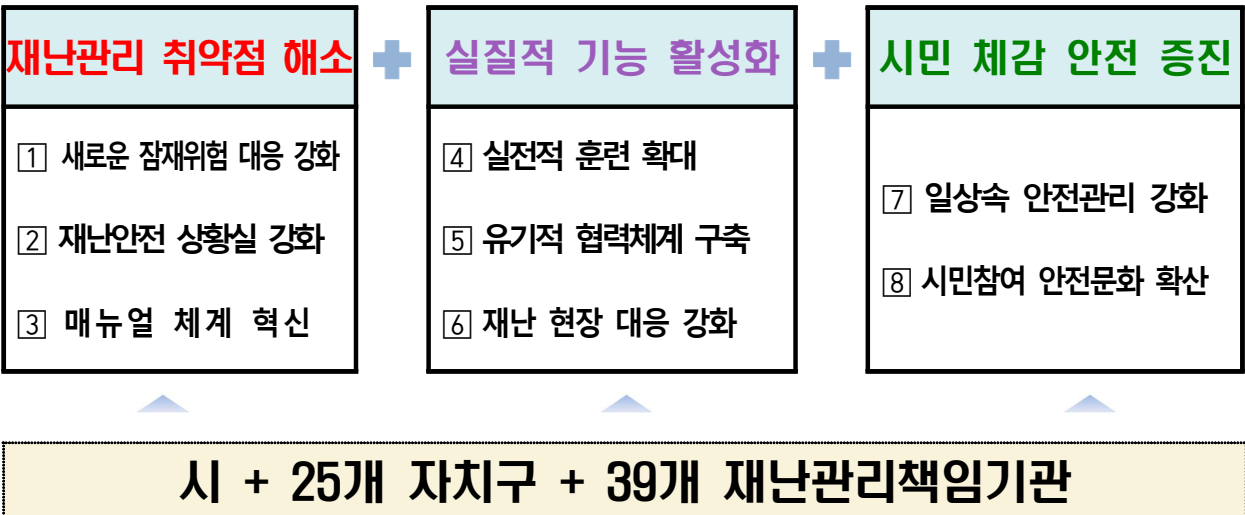 재난관리 취약점 해소
1 새로운 잠재위험 대응 강화
2 재난안전 상황실 강화
3 매뉴얼 체계 혁신
실질적 기능 활성화
4 실전적 훈련 확대
5 유기적 협력체계 구축
6 재난 현장 대응 강화
시민 체감 안전 증진
7 일상속 안전관리 강화
8 시민참여 안전문화 확산
시 + 25개 자치구 + 39개 재난관리책임기관